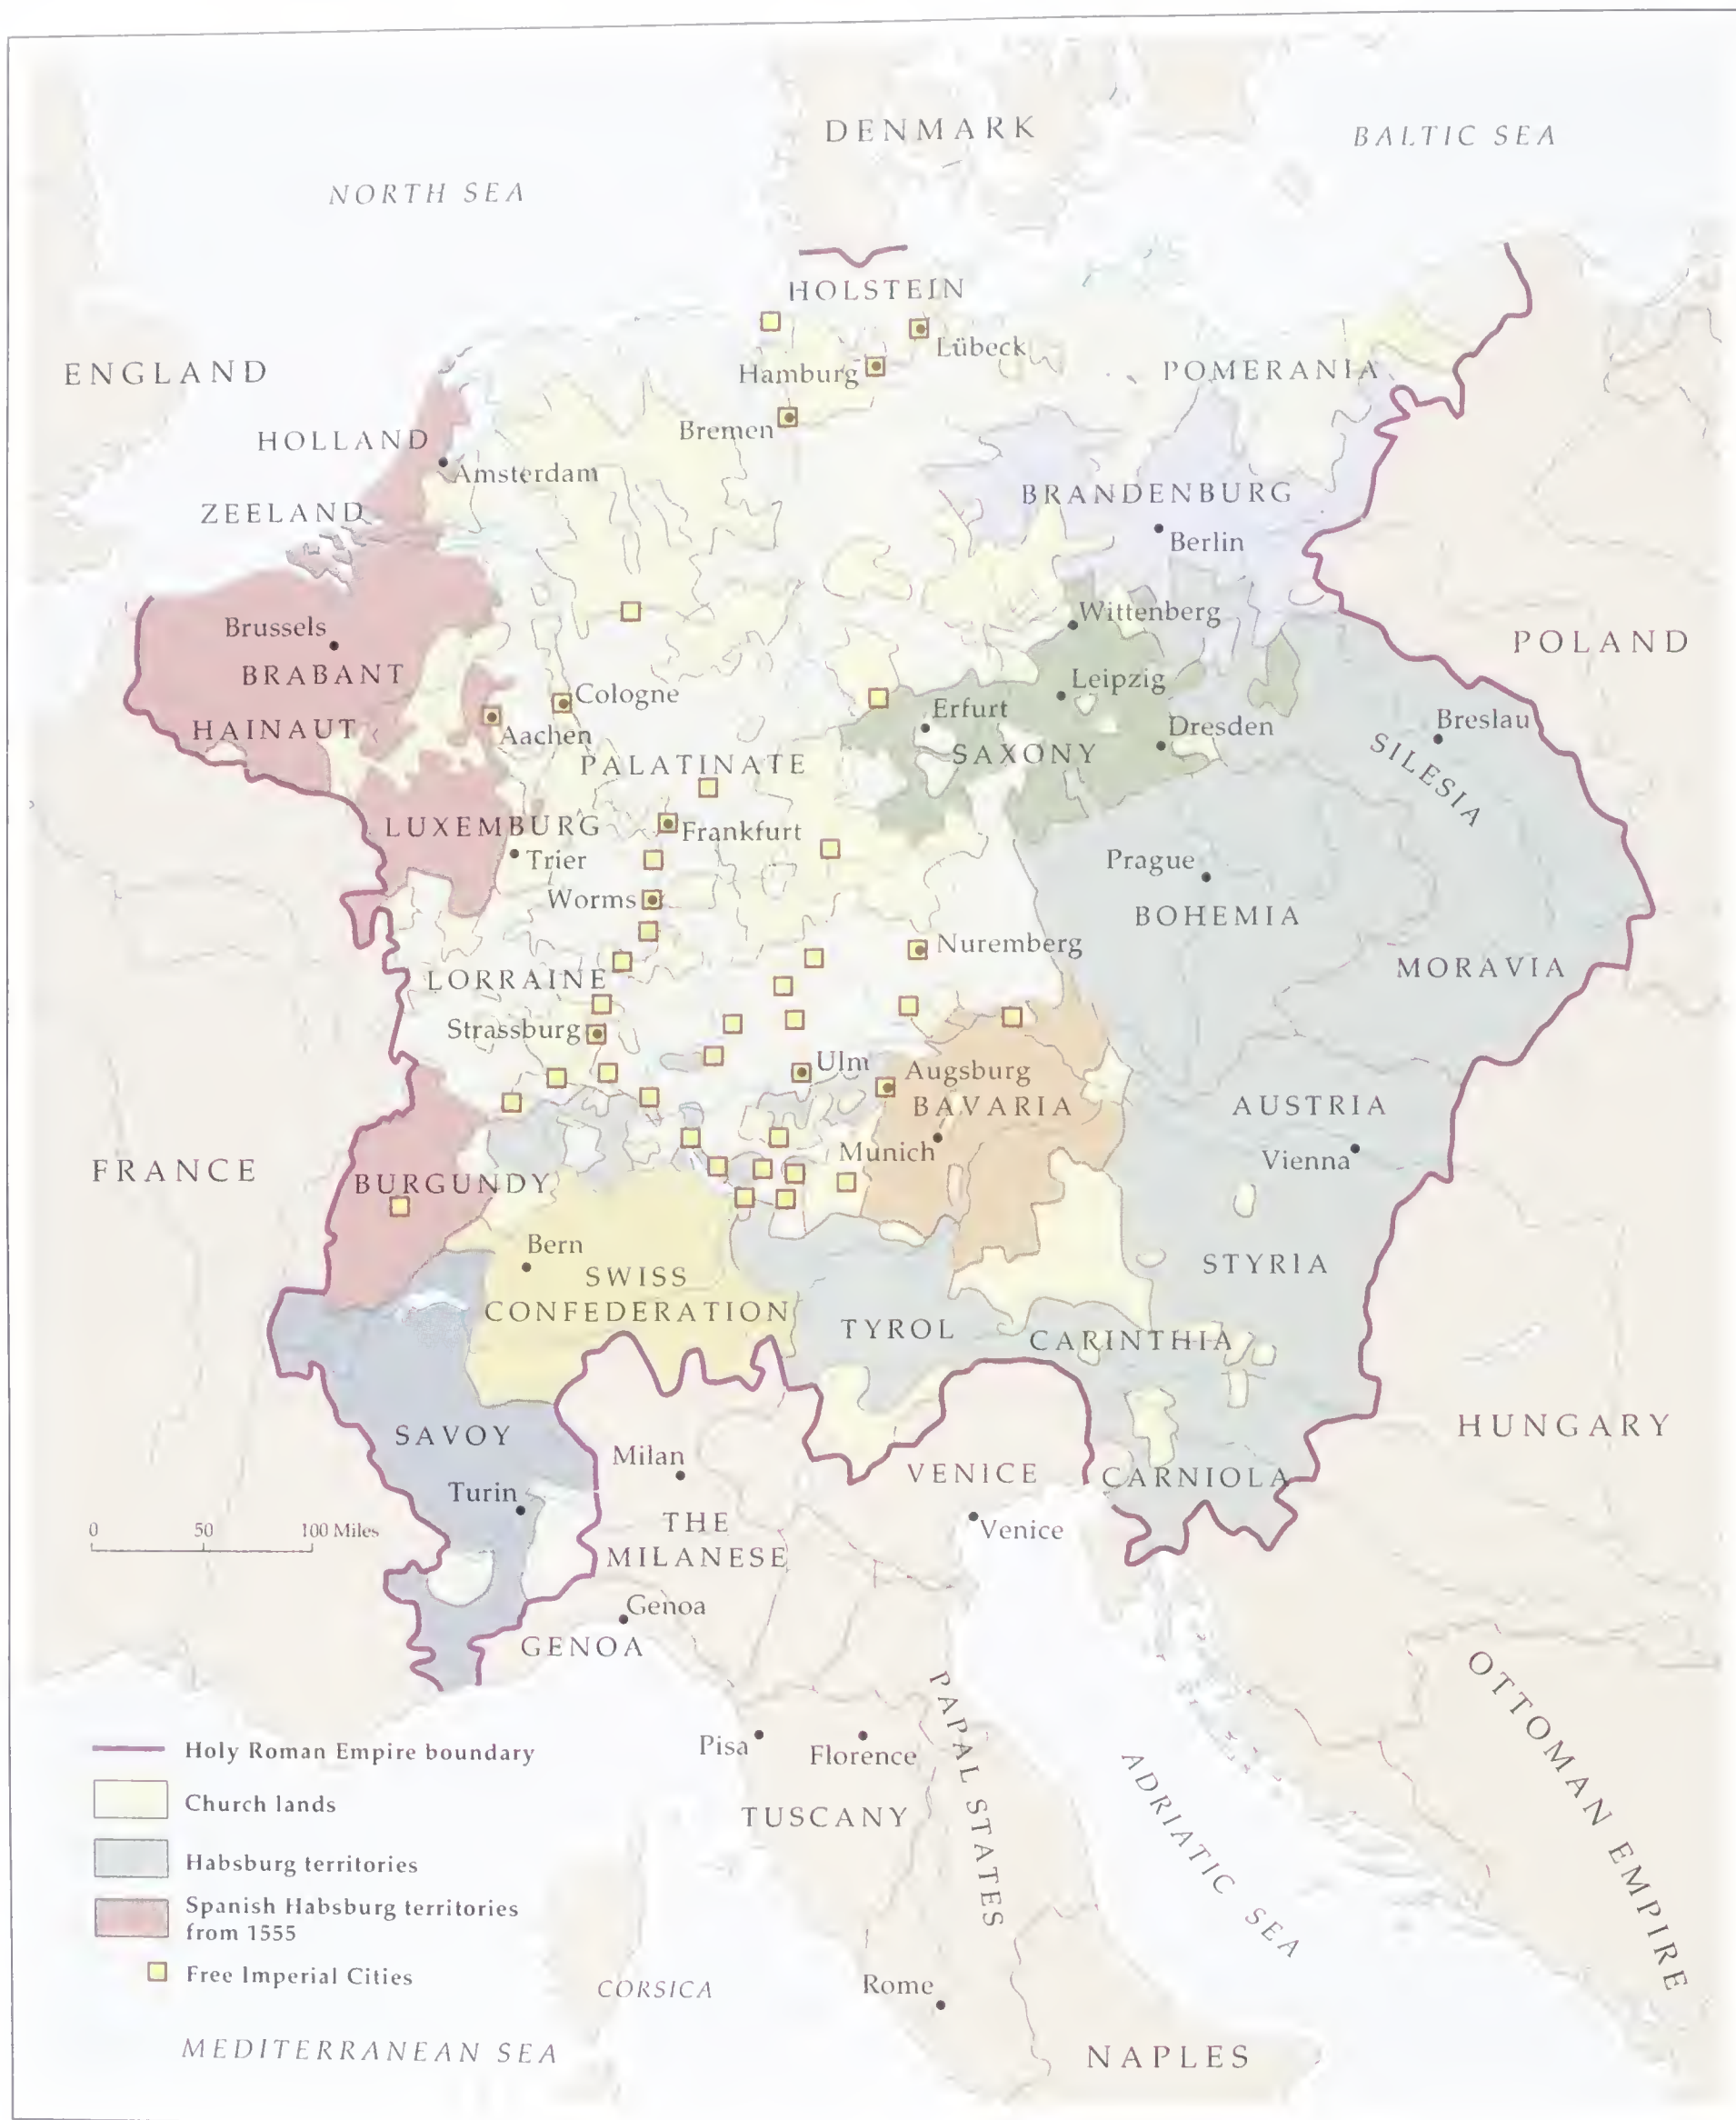 DENMARK
BALTIC SEA
NORTH SEA
HOLSTEIN
Lübeck
ENGLAND
Hamburg
POMERANIA
Bremen
HOLLAND
Amsterdam
BRANDENBURG
ZEELAND
Berlin
Wittenberg
Brussels
POLAND
BRABANT
Leipzig
Cologne
Erfurt
Breslau
HAINAUT
Aachen
Dresden
SAXONY
SILESIA
PALATINATE
LUXEMBURG
Frankfurt
Trier
Prague
Worms
BOHEMIA
Nuremberg
MORAVIA
LORRAINE
Strassburg
Ulm
Augsburg
BAVARIA
AUSTRIA
Munich
Vienna
FRANCE
BURGUNDY
Bern
STYRIA
SWISS
CONFEDERATION
TYROL
CARINTHIA
HUNGARY
SAVOY
Milan
VENICE
CARNIOLA
Turin
0 50 100 Miles
THE
MILANESE
Venice
Genoa
GENOA
OTTOMAN EMPIRE
PAPAL STATES
Pisa
Florence
ADRIATIC SEA
TUSCANY
Holy Roman Empire boundary
Church lands
Habsburg territories
Spanish Habsburg territories
from 1555
Free Imperial Cities
CORSICA
Rome
MEDITERRANEAN SEA
NAPLES